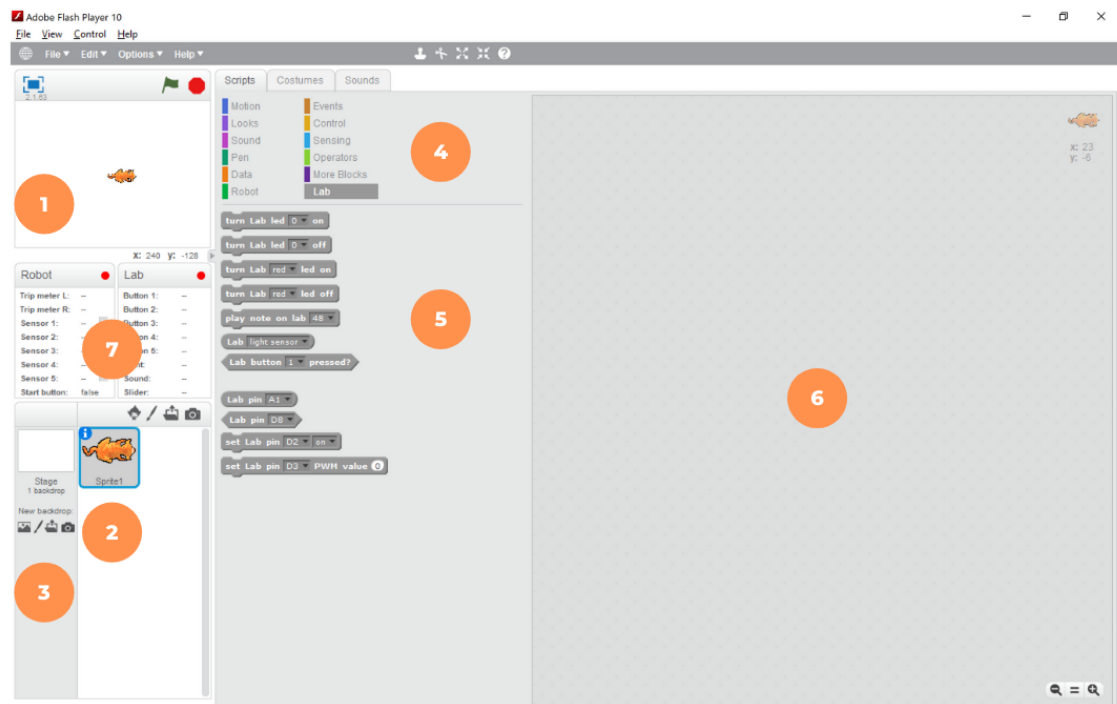 Adobe Flash Player 10
File View Control Help
File ▼ Edit ▼ Options ▼ Help ▼
2.1.63
1
x: 240 y: -128
Robot
Trip meter L: --
Trip meter R: --
Sensor 1: --
Sensor 2: --
Sensor 3:
Sensor 4:
Sensor 5: --
Start button: false
Lab
Button 1: --
Button 2: --
Button 3: --
4: --
5: --
--
Sound: --
Slider: --
7
Stage
1 backdrop
New backdrop:
3
Sprite1
2
Scripts Costumes Sounds
Motion Events
Looks Control
Sound Sensing
Pen Operators
Data More Blocks
Robot Lab
4
turn Lab led 0 on
turn Lab led 0 off
turn Lab red led on
turn Lab red led off
play note on lab 48
Lab light sensor
Lab button 1 pressed?
Lab pin A1
Lab pin D8
set Lab pin D2 on
set Lab pin D3 PWM value 0
5
x: 23
y: -6
6